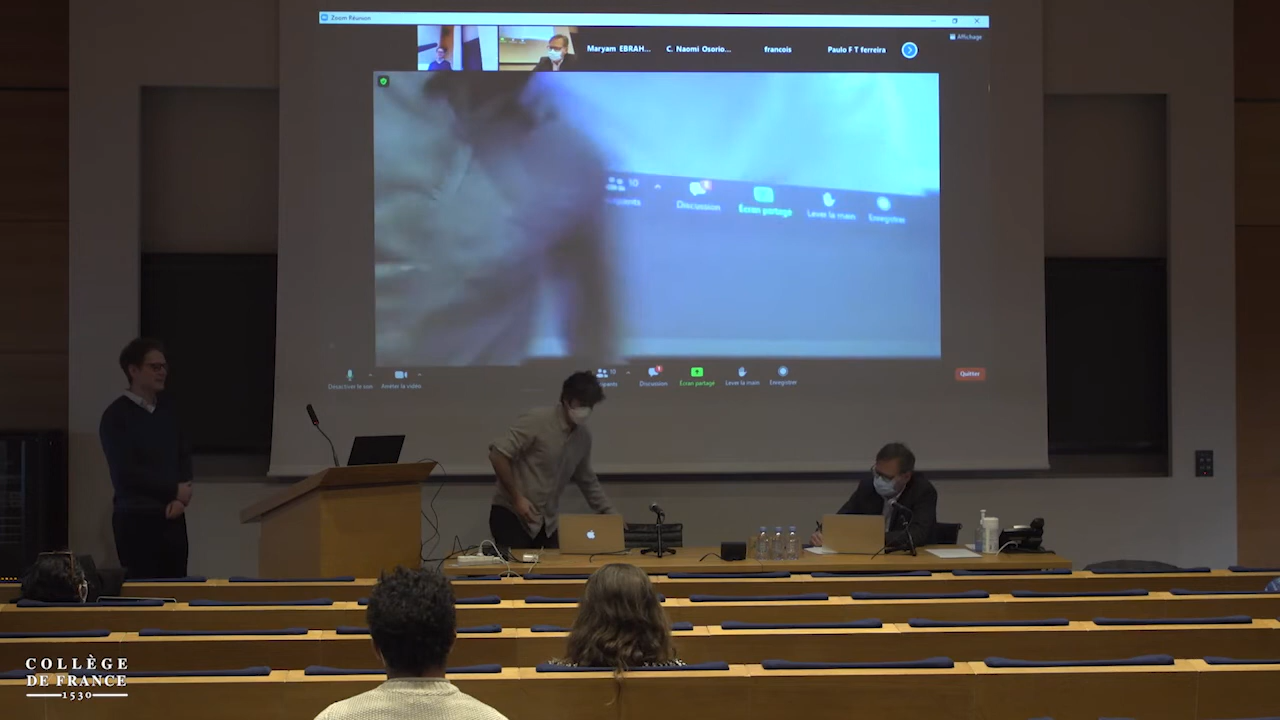 Zoom Réunion
Affichage
Maryam EBRAH... C. Naomi Osorio... francois Paulo F T ferreira
10
Discussion Écran partagé Lever la main Enregistrer
Désactiver le son Arrêter la vidéo Discussion Écran partagé Lever la main Enregistrer Quitter
COLLÈGE
DE FRANCE
1530